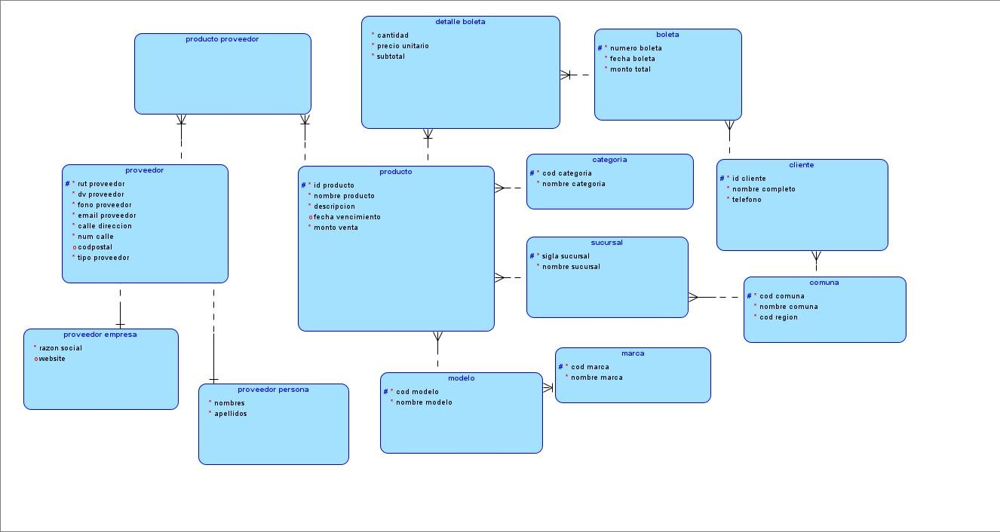 producto proveedor
detalle boleta
* cantidad
* precio unitario
* subtotal
boleta
# * numero boleta
* fecha boleta
* monto total
proveedor
# * rut proveedor
* dv proveedor
* fono proveedor
* email proveedor
* calle direccion
* num calle
o codpostal
* tipo proveedor
producto
# * id producto
* nombre producto
* descripcion
o fecha vencimiento
* monto venta
categoria
# * cod categoria
* nombre categoria
cliente
# * id cliente
* nombre completo
* telefono
sucursal
# * sigla sucursal
* nombre sucursal
comuna
# * cod comuna
* nombre comuna
* cod region
proveedor empresa
* razon social
o website
proveedor persona
* nombres
* apellidos
modelo
# * cod modelo
* nombre modelo
marca
# * cod marca
* nombre marca